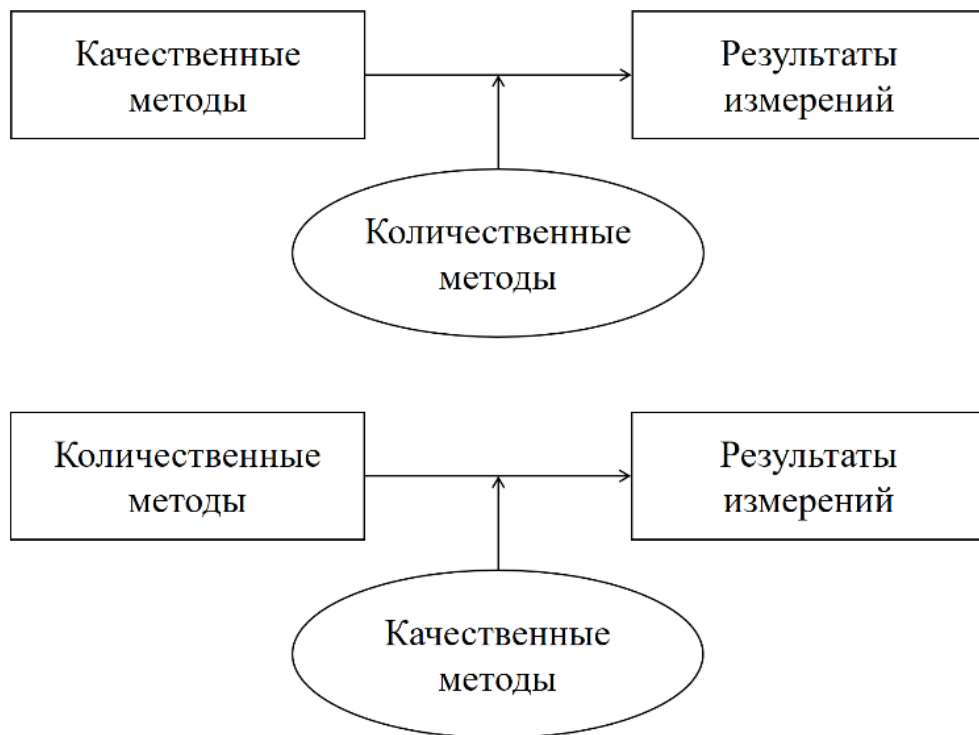 Качественные
методы
Результаты
измерений
Количественные
методы
Количественные
методы
Результаты
измерений
Качественные
методы